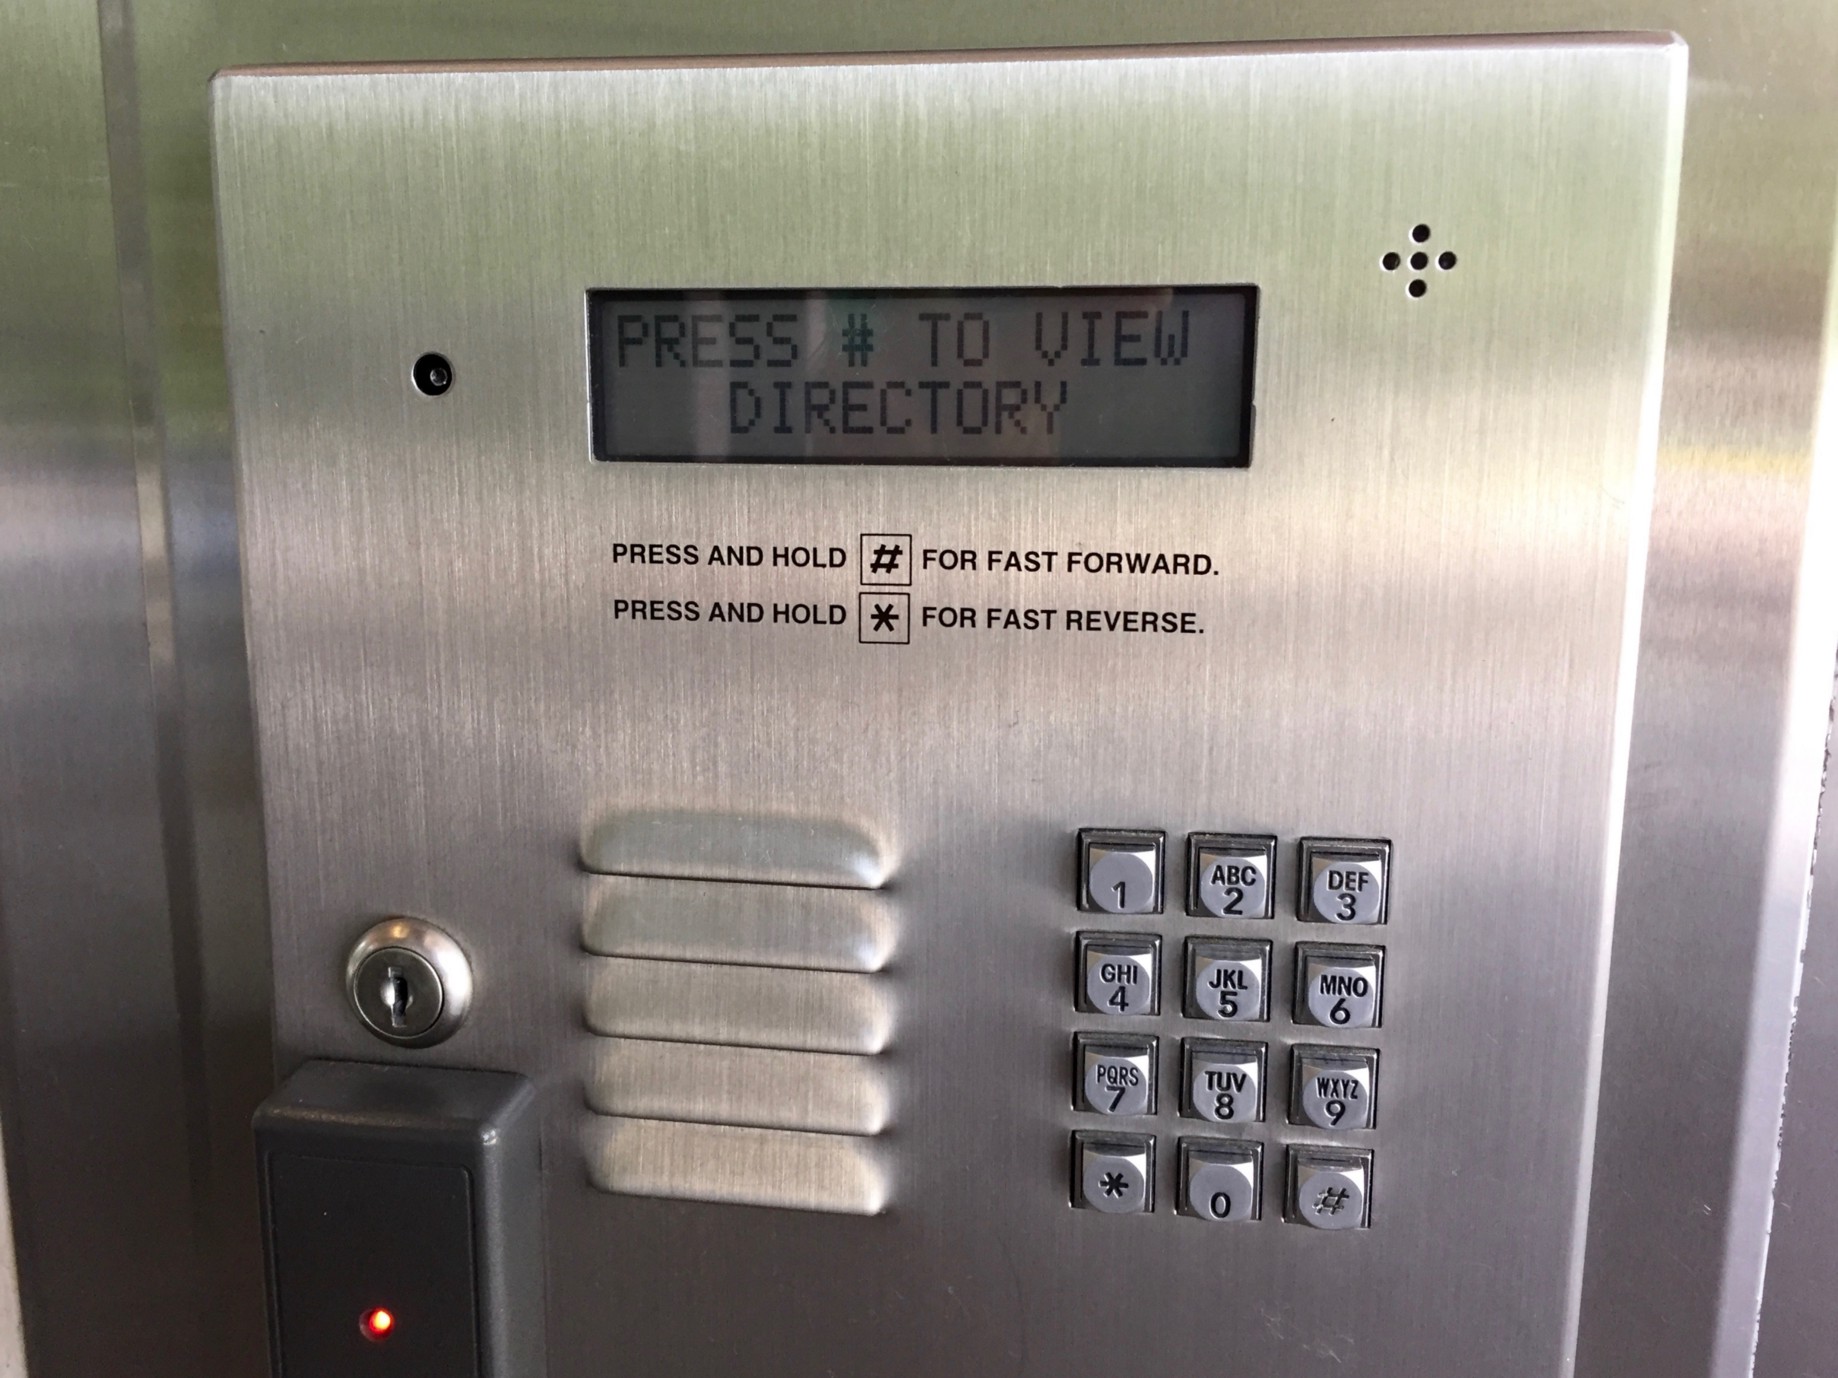 PRESS # TO VIEW
DIRECTORY
PRESS AND HOLD # FOR FAST FORWARD.
PRESS AND HOLD * FOR FAST REVERSE.
1
ABC
2
DEF
3
GHI
4
JKL
5
MNO
6
PQRS
7
TUV
8
WXYZ
9
*
0
#